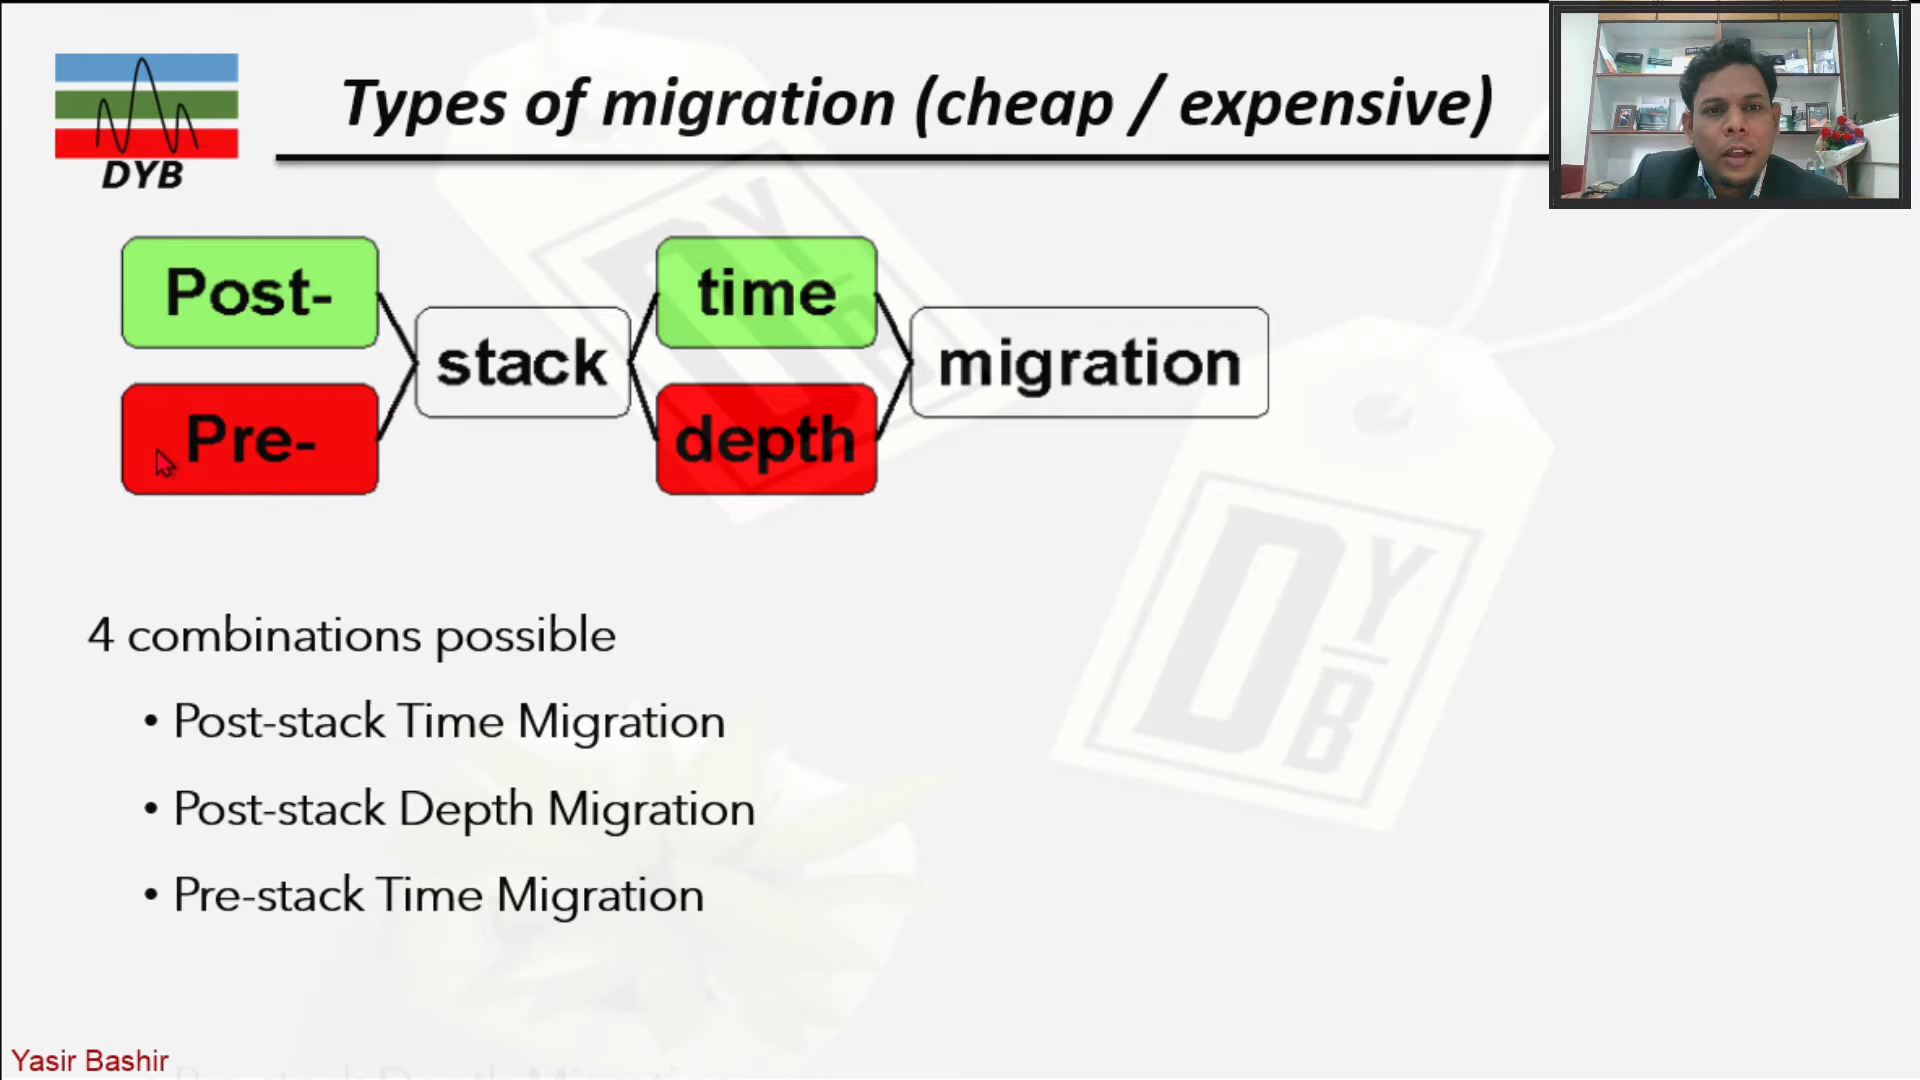 DYB
Types of migration (cheap / expensive)
Post-
Pre-
stack
time
depth
migration
4 combinations possible
• Post-stack Time Migration
• Post-stack Depth Migration
• Pre-stack Time Migration
Yasir Bashir
DYB